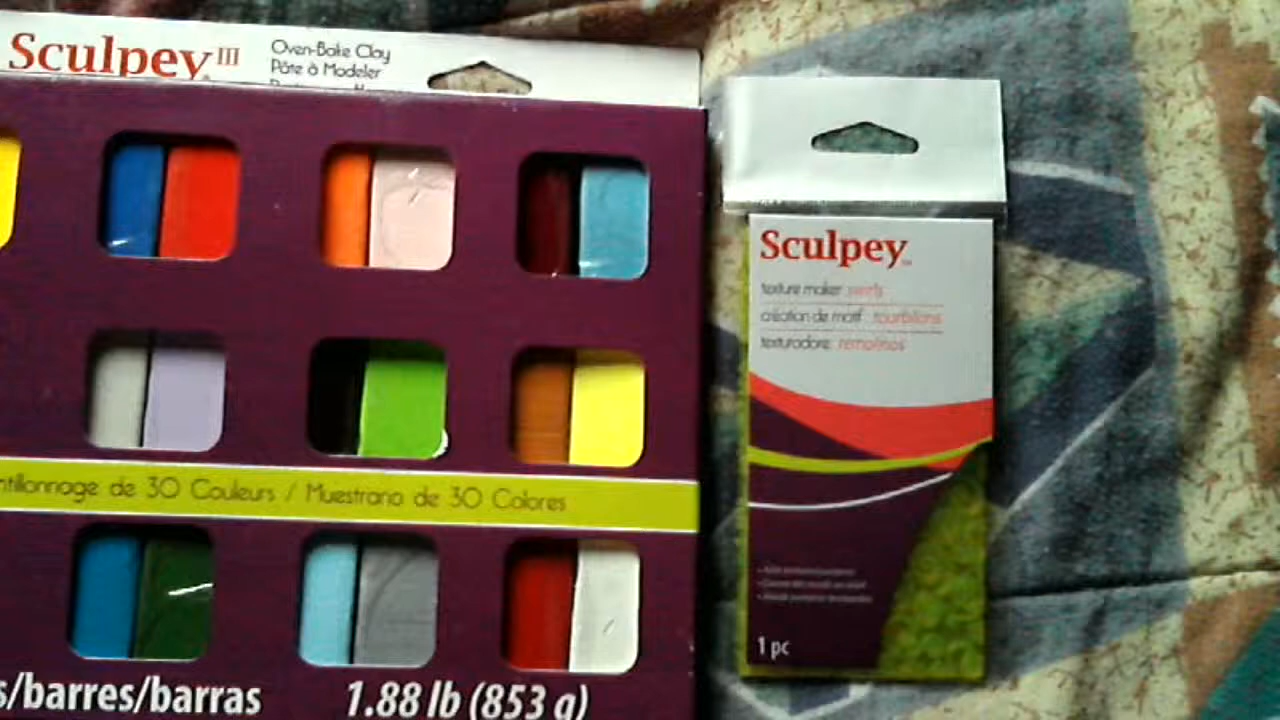 Sculpey III
Oven-Bake Clay
Pâte à Modeler
ntillonnage de 30 Couleurs / Muestrario de 30 Colores
s/barres/barras
1.88 lb (853 g)
Sculpey
texture maker swirls
création de motif tourbillons
texturadora remolinos
1 pc